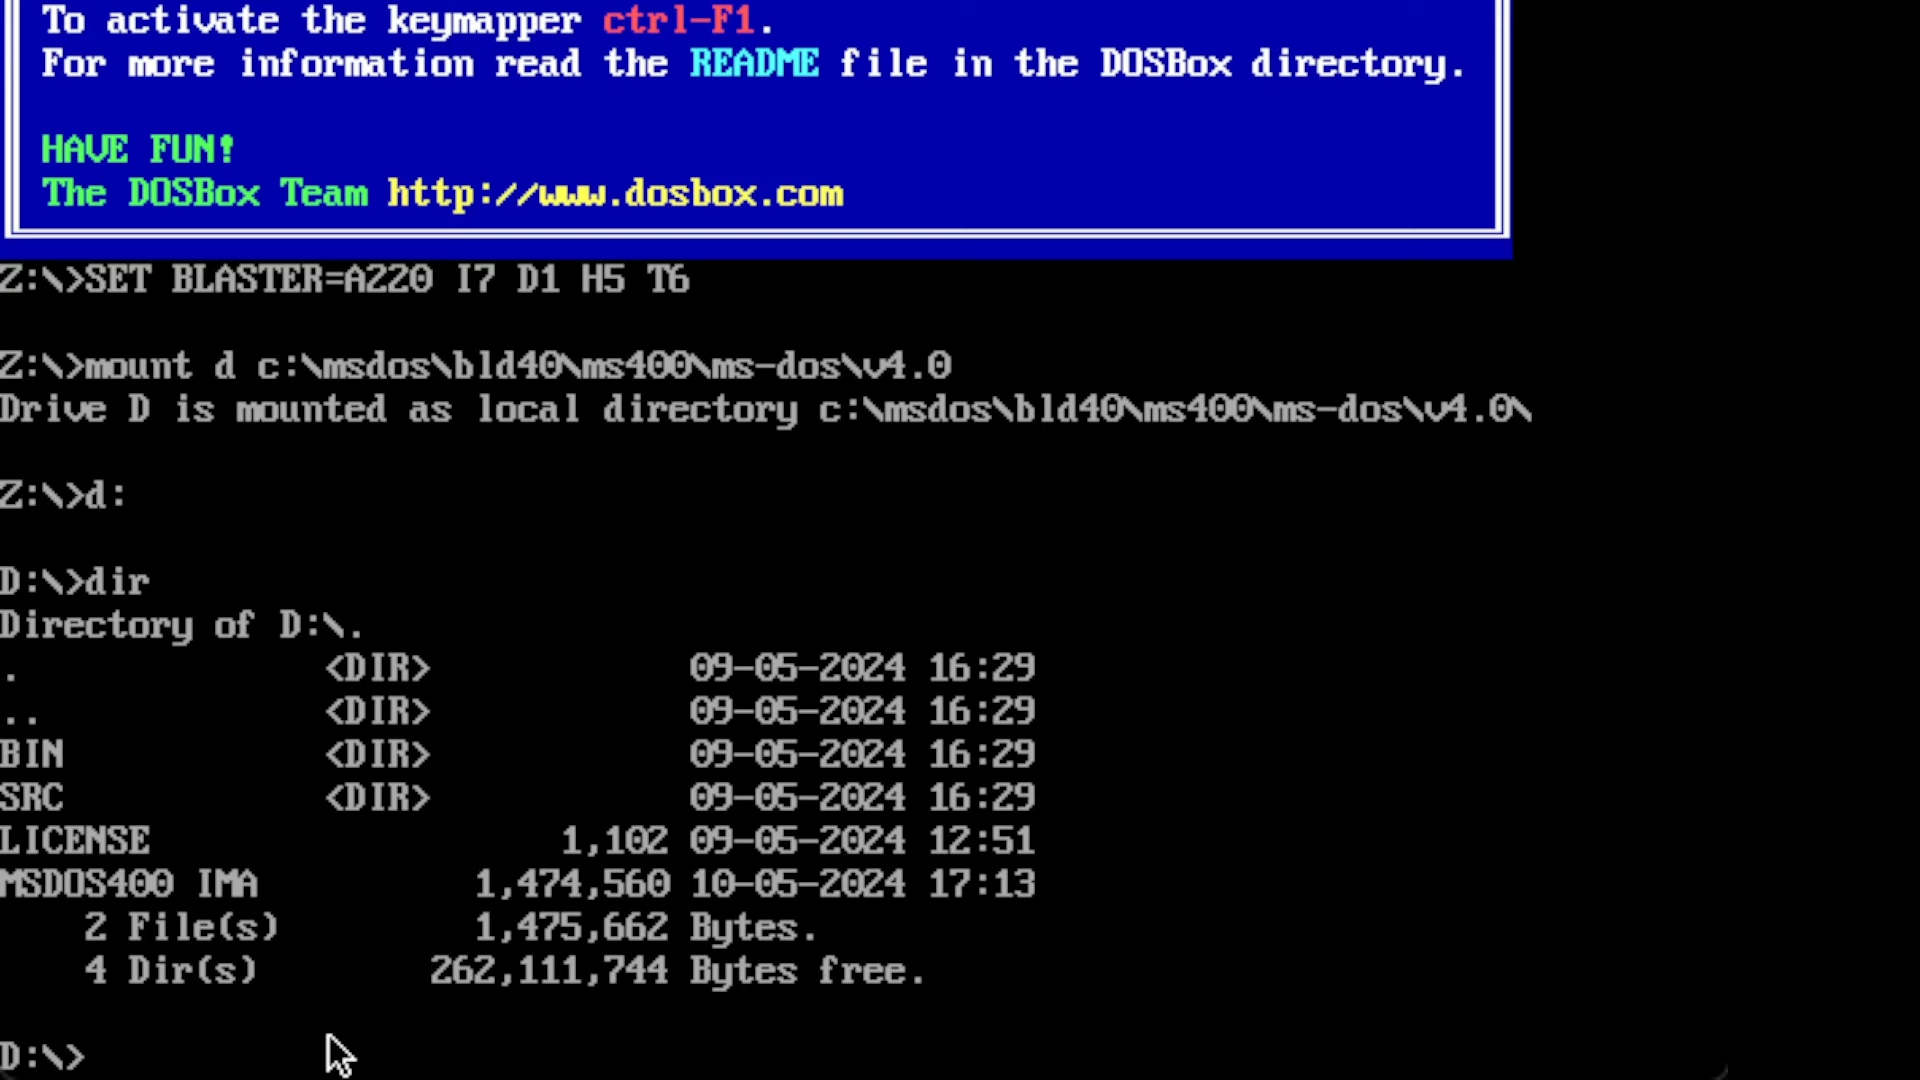 To activate the keymapper ctrl-F1.
For more information read the README file in the DOSBox directory.
HAVE FUN!
The DOSBox Team http://www.dosbox.com
Z:\>SET BLASTER=A220 I7 D1 H5 T6
Z:\>mount d c:\msdos\bld40\ms400\ms-dos\v4.0
Drive D is mounted as local directory c:\msdos\bld40\ms400\ms-dos\v4.0\
Z:\>d:
D:\>dir
Directory of D:\.
. <DIR> 09-05-2024 16:29
.. <DIR> 09-05-2024 16:29
BIN <DIR> 09-05-2024 16:29
SRC <DIR> 09-05-2024 16:29
LICENSE 1,102 09-05-2024 12:51
MSDOS400 IMA 1,474,560 10-05-2024 17:13
2 File(s) 1,475,662 Bytes.
4 Dir(s) 262,111,744 Bytes free.
D:\>